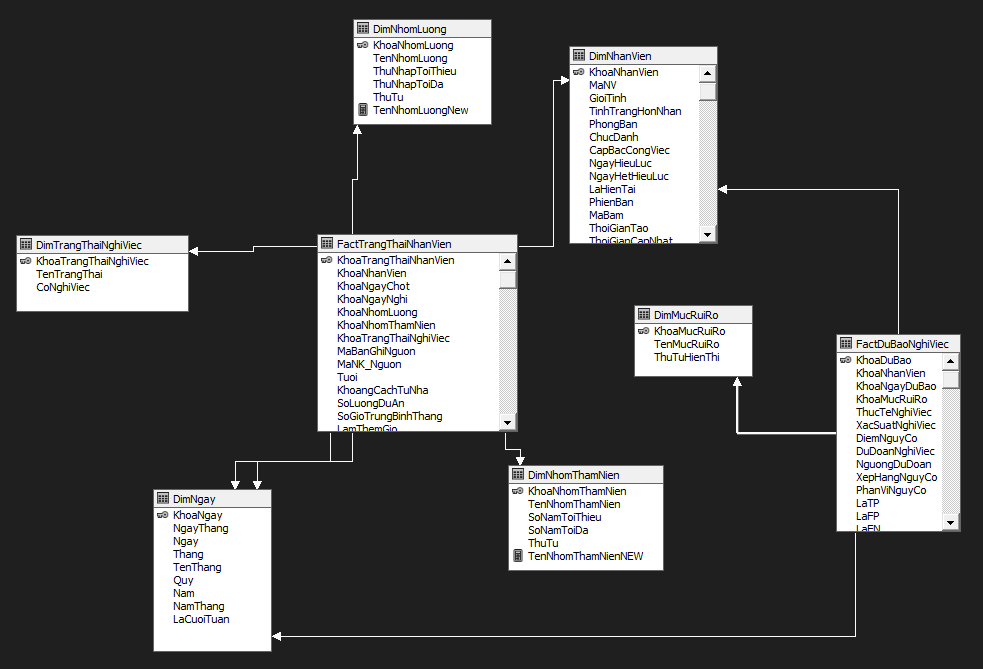 DimNhomLuong
KhoaNhomLuong
TenNhomLuong
ThuNhapToiThieu
ThuNhapToiDa
ThuTu
TenNhomLuongNEW
DimNhanVien
KhoaNhanVien
MaNV
GioiTinh
TinhTrangHonNhan
PhongBan
ChucDanh
CapBacCongViec
NgayHieuLuc
NgayHetHieuLuc
LaHienTai
PhienBan
MaBam
ThoiGianTao
ThoiGianCapNhat
DimTrangThaiNghiViec
KhoaTrangThaiNghiViec
TenTrangThai
CoNghiViec
FactTrangThaiNhanVien
KhoaTrangThaiNhanVien
KhoaNhanVien
KhoaNgayChot
KhoaNgayNghi
KhoaNhomLuong
KhoaNhomThamNien
KhoaTrangThaiNghiViec
MaBanGhiNguon
MaNK_Nguon
Tuoi
KhoangCachTuNha
SoLuongDuAn
SoGioTrungBinhThang
LamThemGio
DimMucRuiRo
KhoaMucRuiRo
TenMucRuiRo
ThuTuHienThi
FactDuBaoNghiViec
KhoaDuBao
KhoaNhanVien
KhoaNgayDuBao
KhoaMucRuiRo
ThucTeNghiViec
XacSuatNghiViec
DiemNguyCo
DuDoanNghiViec
NguongDuDoan
XepHangNguyCo
PhanViNguyCo
LaTP
LaFP
LaFN
DimNgay
KhoaNgay
NgayThang
Ngay
Thang
TenThang
Quy
Nam
NamThang
LaCuoiTuan
DimNhomThamNien
KhoaNhomThamNien
TenNhomThamNien
SoNamToiThieu
SoNamToiDa
ThuTu
TenNhomThamNienNEW